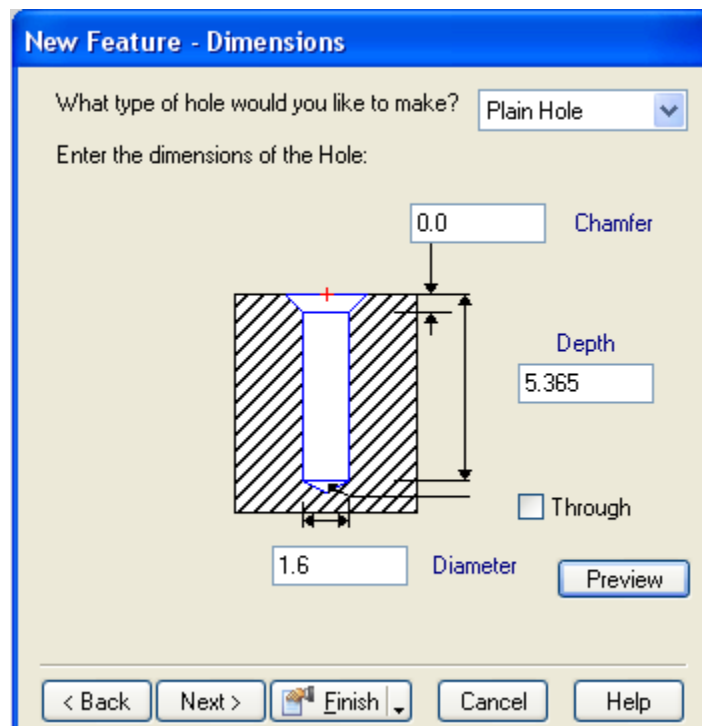 New Feature - Dimensions
What type of hole would you like to make? Plain Hole
Enter the dimensions of the Hole:
0.0 Chamfer
Depth
5.365
Through
1.6 Diameter
Preview
< Back Next > Finish Cancel Help